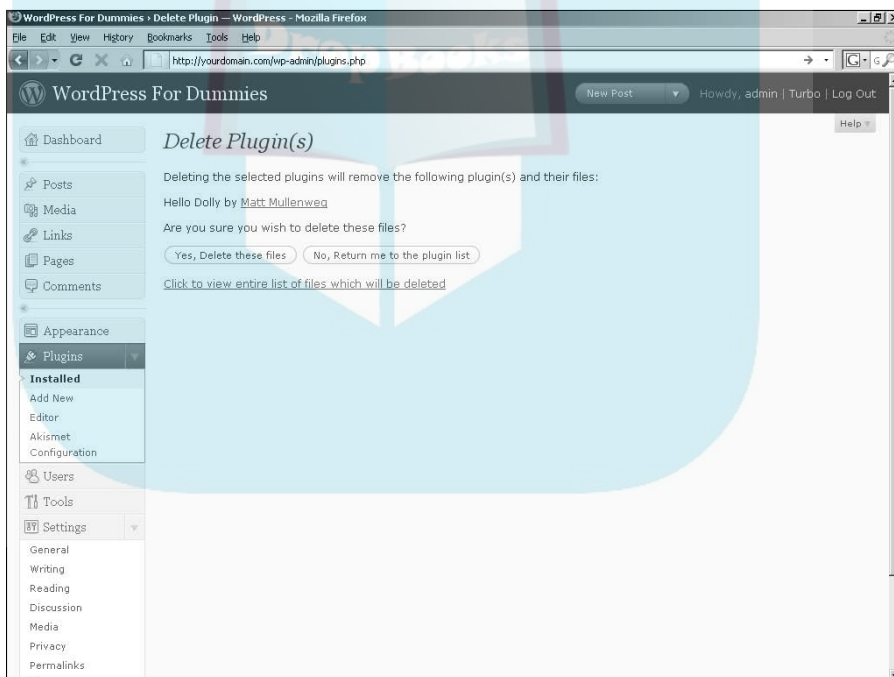 WordPress For Dummies › Delete Plugin — WordPress - Mozilla Firefox
File Edit View History Bookmarks Tools Help
http://yourdomain.com/wp-admin/plugins.php
Drop Books
WordPress For Dummies
New Post
Howdy, admin | Turbo | Log Out
Help
Dashboard
Posts
Media
Links
Pages
Comments
Appearance
Plugins
Installed
Add New
Editor
Akismet
Configuration
Users
Tools
Settings
General
Writing
Reading
Discussion
Media
Privacy
Permalinks
Delete Plugin(s)
Deleting the selected plugins will remove the following plugin(s) and their files:
Hello Dolly by Matt Mullenweg
Are you sure you wish to delete these files?
Yes, Delete these files
No, Return me to the plugin list
Click to view entire list of files which will be deleted